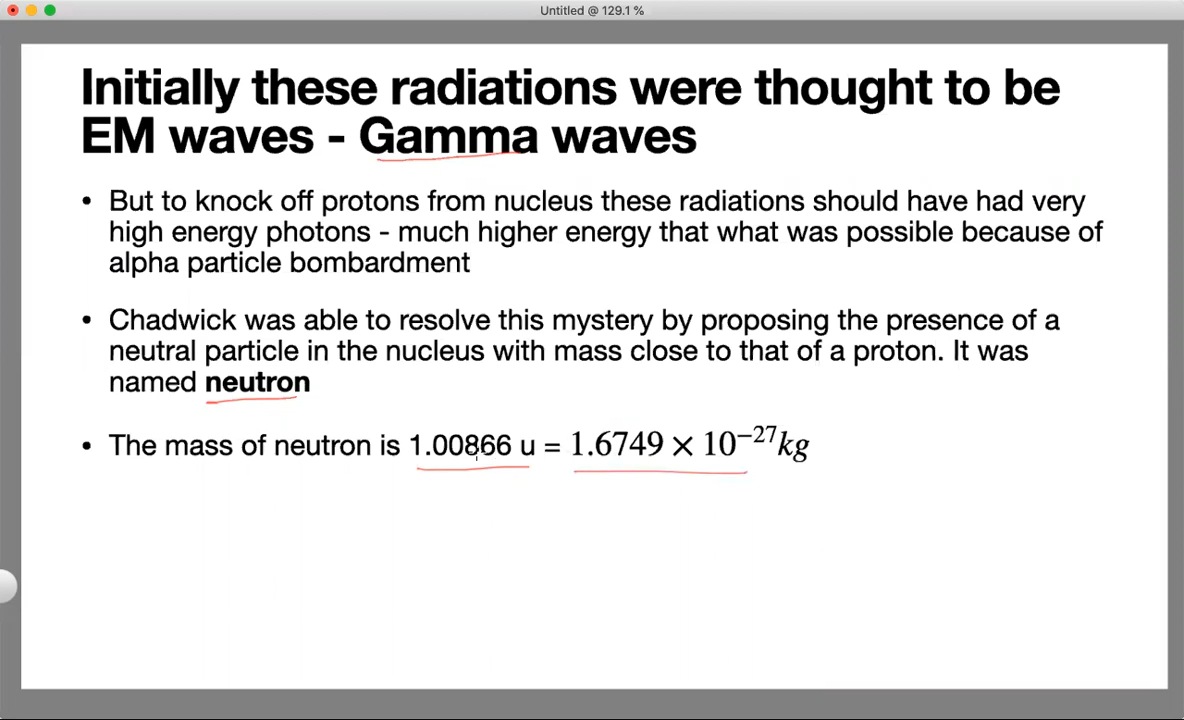 Untitled @ 129.1 %
Initially these radiations were thought to be
EM waves - Gamma waves
• But to knock off protons from nucleus these radiations should have had very
high energy photons - much higher energy that what was possible because of
alpha particle bombardment
• Chadwick was able to resolve this mystery by proposing the presence of a
neutral particle in the nucleus with mass close to that of a proton. It was
named neutron
• The mass of neutron is 1.00866 u = 1.6749 × 10⁻²⁷kg